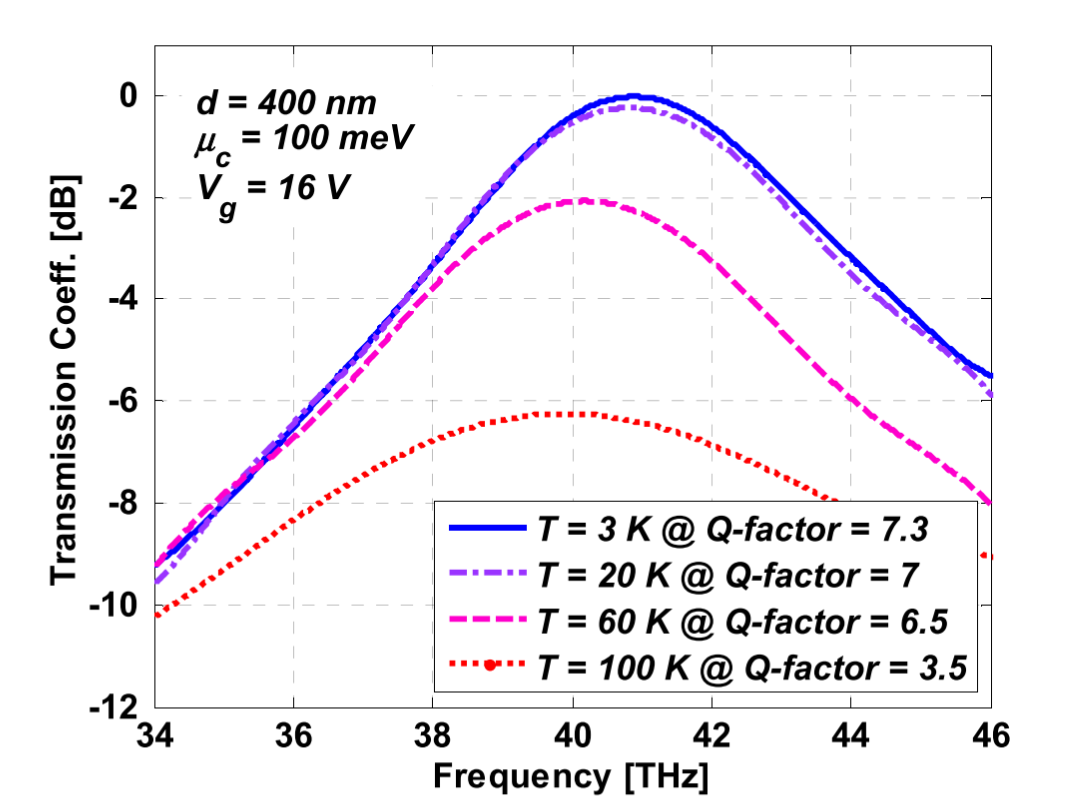 d = 400 nm
μc = 100 meV
Vg = 16 V
Transmission Coeff. [dB]
0
-2
-4
-6
-8
-10
-12
T = 3 K @ Q-factor = 7.3
T = 20 K @ Q-factor = 7
T = 60 K @ Q-factor = 6.5
T = 100 K @ Q-factor = 3.5
34 36 38 40 42 44 46
Frequency [THz]